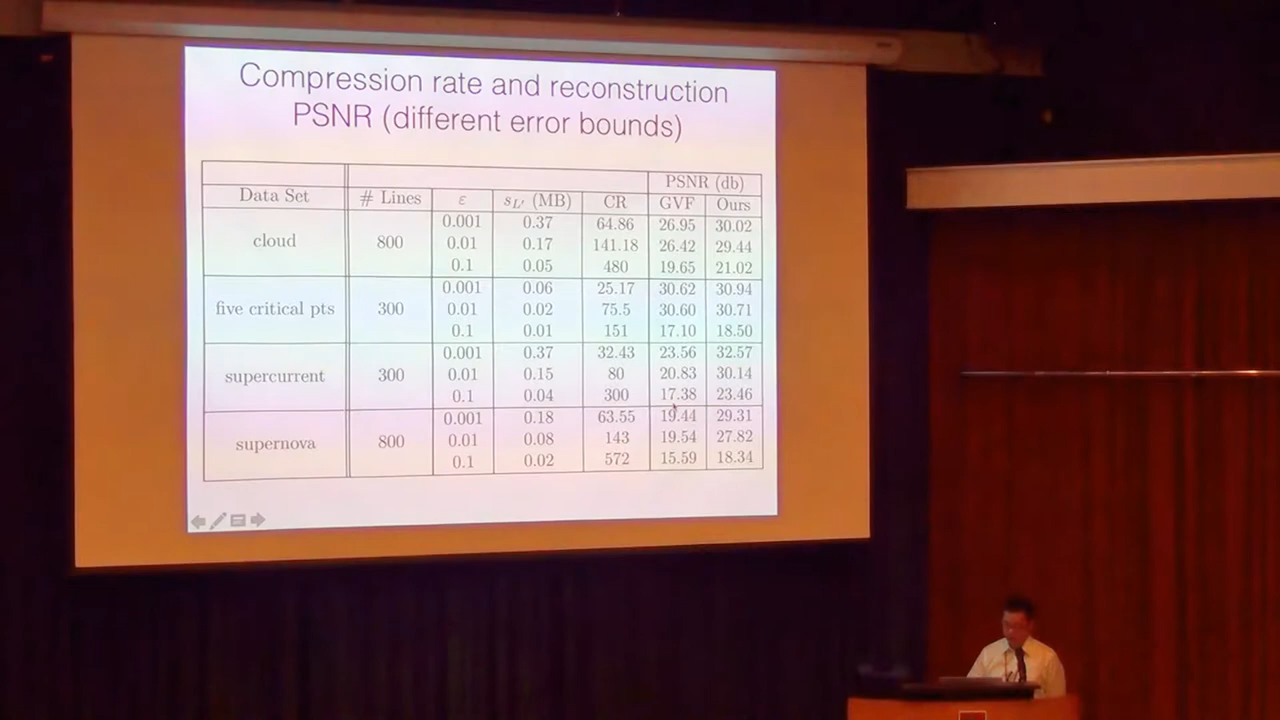 Compression rate and reconstruction
PSNR (different error bounds)
PSNR (db)
Data Set # Lines ε s_L′ (MB) CR GVF Ours
cloud 800
0.001 0.37 64.86 26.95 30.02
0.01 0.17 141.18 26.42 29.44
0.1 0.05 480 19.65 21.02
five critical pts 300
0.001 0.06 25.17 30.62 30.94
0.01 0.02 75.5 30.60 30.71
0.1 0.01 151 17.10 18.50
supercurrent 300
0.001 0.37 32.43 23.56 32.57
0.01 0.15 80 20.83 30.14
0.1 0.04 300 17.38 23.46
supernova 800
0.001 0.18 63.55 19.44 29.31
0.01 0.08 143 19.54 27.82
0.1 0.02 572 15.59 18.34